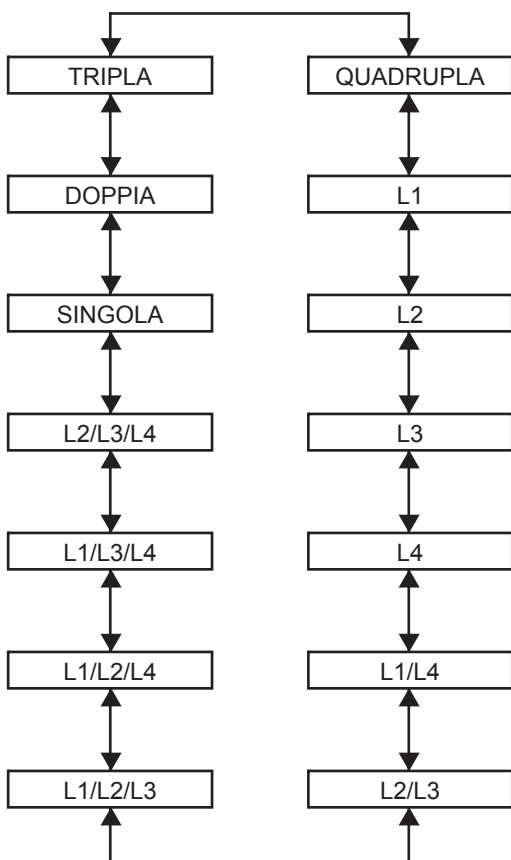 TRIPLA
DOPPIA
SINGOLA
L2/L3/L4
L1/L3/L4
L1/L2/L4
L1/L2/L3
QUADRUPLA
L1
L2
L3
L4
L1/L4
L2/L3